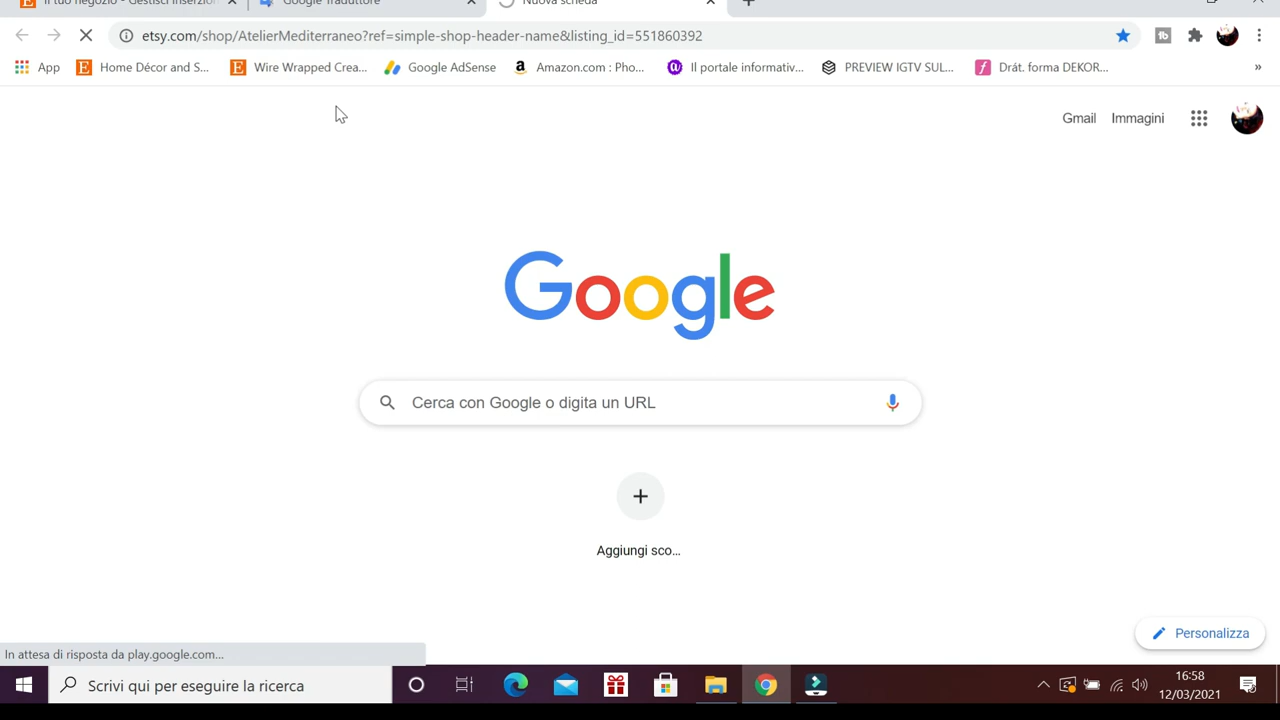 Il tuo negozio - Gestisci inserzion
Google Traduttore
Nuova scheda
etsy.com/shop/AtelierMediterraneo?ref=simple-shop-header-name&listing_id=551860392
App
Home Décor and S...
Wire Wrapped Crea...
Google AdSense
Amazon.com : Pho...
Il portale informativ...
PREVIEW IGTV SUL...
Drát. forma DEKOR...
»
Gmail
Immagini
Google
Cerca con Google o digita un URL
Aggiungi sco...
Personalizza
In attesa di risposta da play.google.com...
Scrivi qui per eseguire la ricerca
16:58
12/03/2021